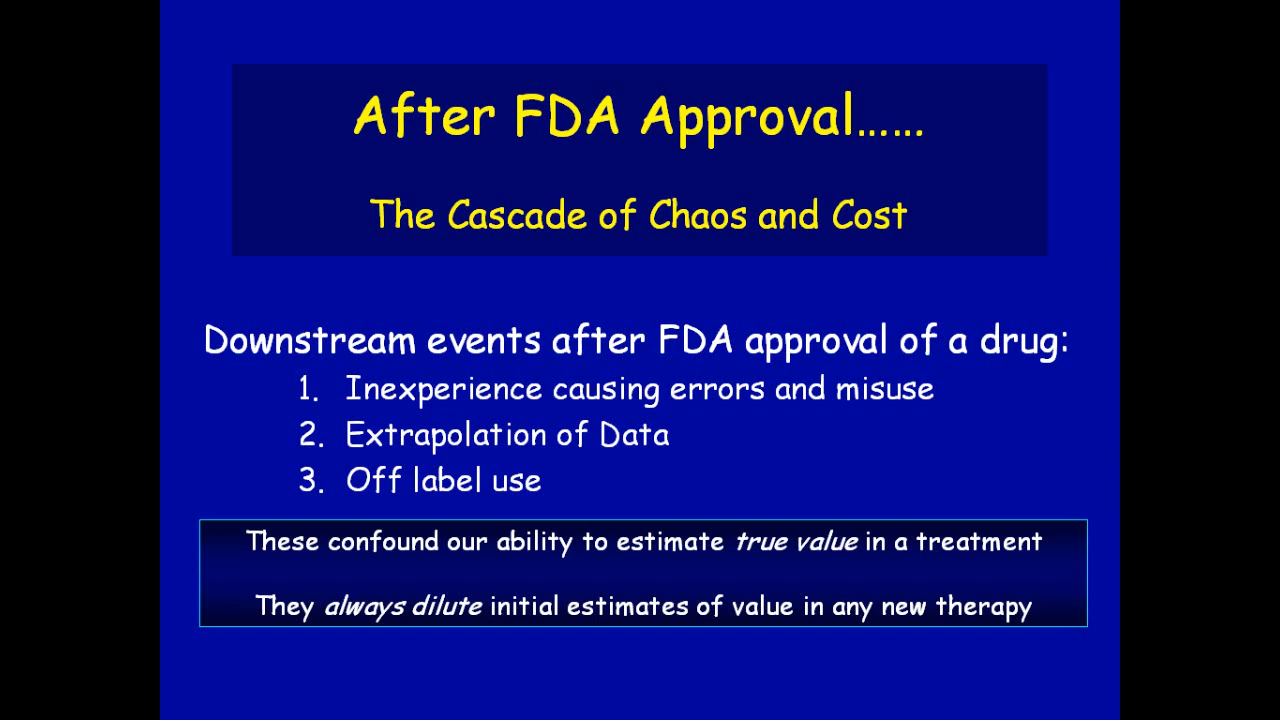 After FDA Approval......
The Cascade of Chaos and Cost
Downstream events after FDA approval of a drug:
1. Inexperience causing errors and misuse
2. Extrapolation of Data
3. Off label use
These confound our ability to estimate true value in a treatment
They always dilute initial estimates of value in any new therapy